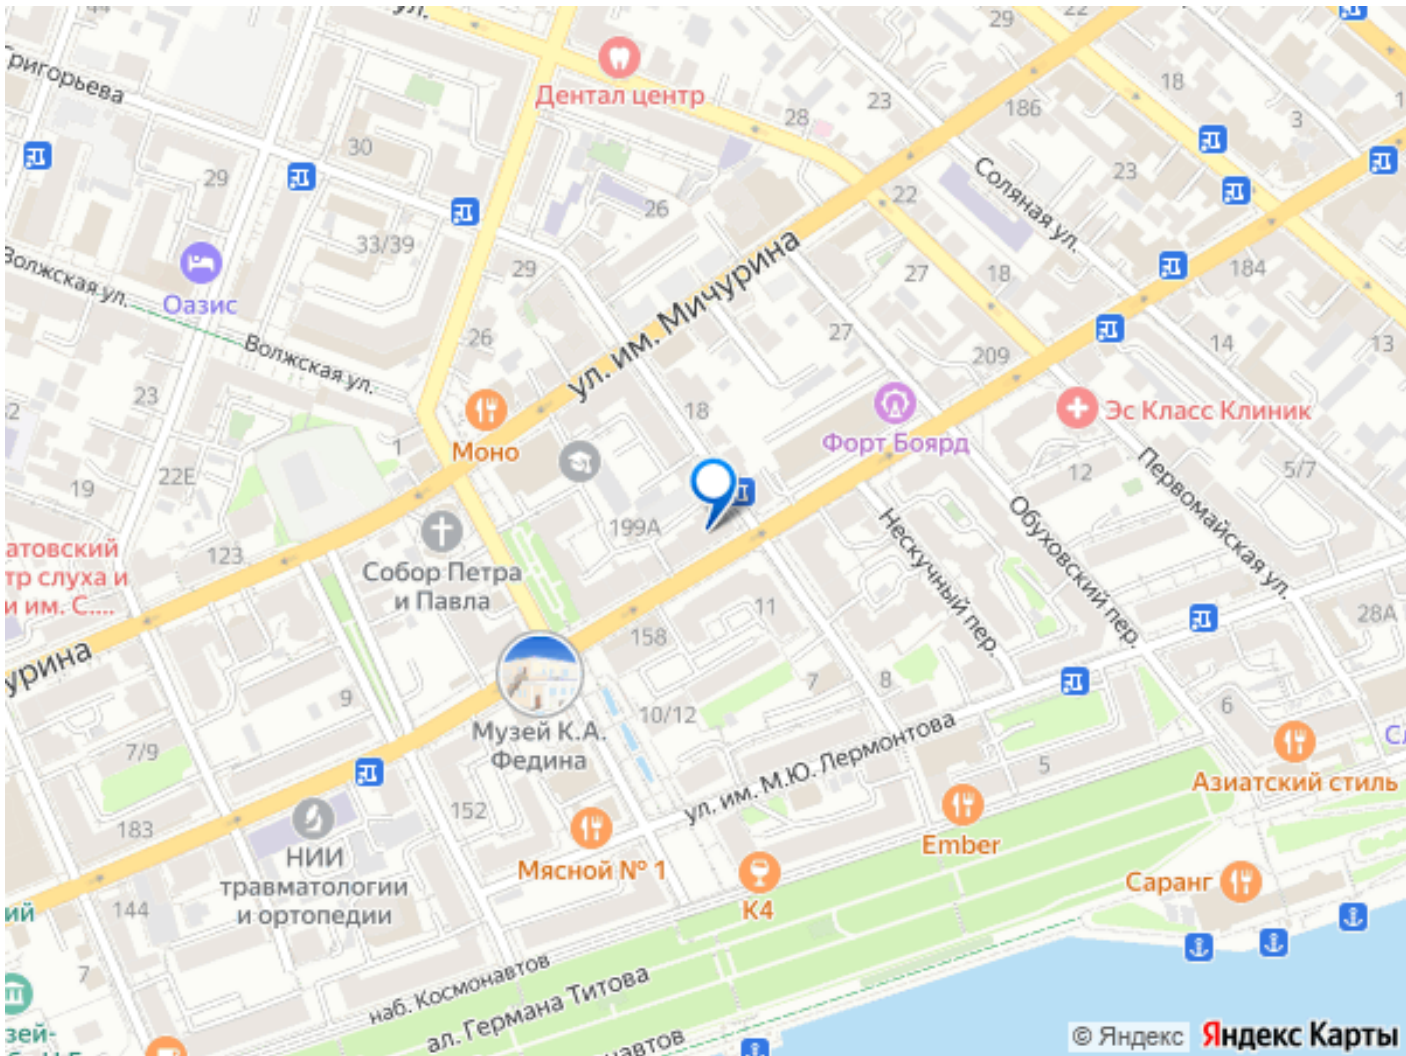 ул.
22
29
Григорьева
Дентал центр
18
186
23
28
3
30
23
Соляная ул.
29
22
26
33/39
Волжская ул.
Оазис
29
27
18
184
ул. им. Мичурина
26
27
Волжская ул.
209
14
13
23
Моно
18
Форт Боярд
Эс Класс Клиник
1
22Е
19
12
5/7
Первомайская ул.
199А
Обуховский пер.
Нескучный пер.
123
Собор Петра
и Павла
11
28А
158
9
7
8
Музей К.А.
Федина
10/12
6
7/9
ул. им. М.Ю. Лермонтова
5
Азиатский стиль
183
152
Мясной № 1
Ember
НИИ
травматологии
и ортопедии
К4
Саранг
144
7
наб. Космонавтов
ал. Германа Титова
© Яндекс Яндекс Карты